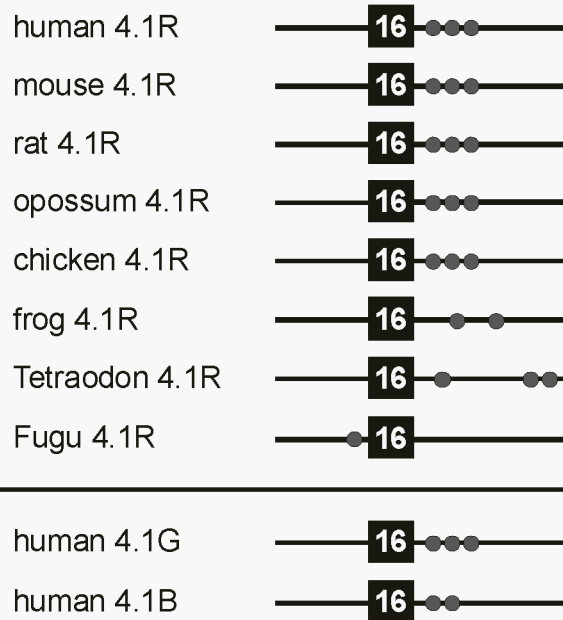 human 4.1R 16
mouse 4.1R 16
rat 4.1R 16
opossum 4.1R 16
chicken 4.1R 16
frog 4.1R 16
Tetraodon 4.1R 16
Fugu 4.1R 16
human 4.1G 16
human 4.1B 16